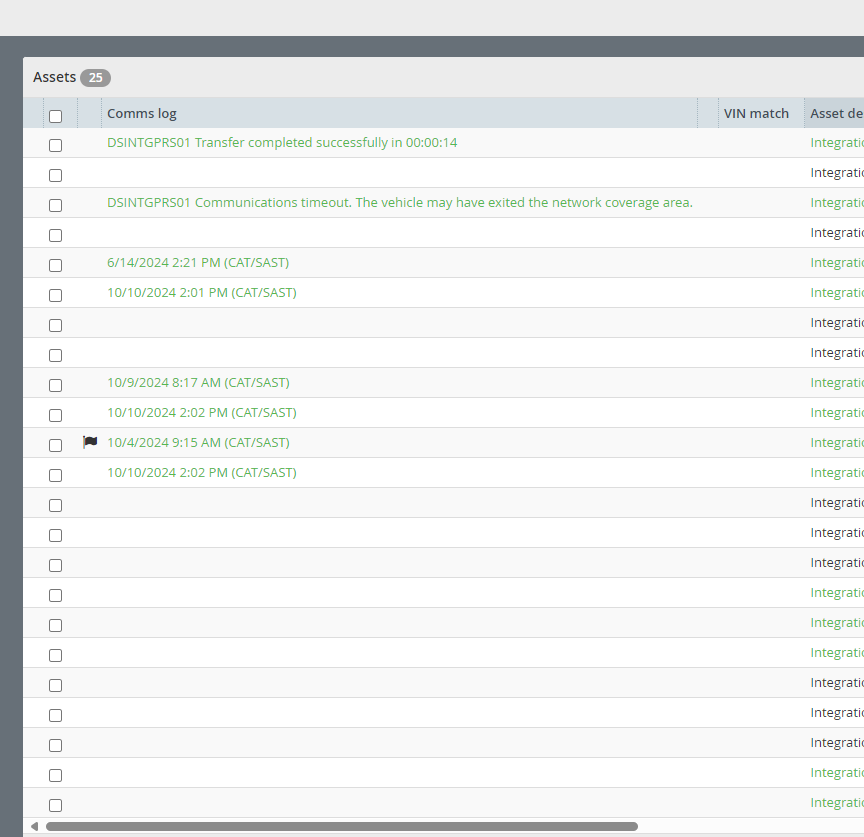 Assets 25
Comms log VIN match Asset de
DSINTGPRS01 Transfer completed successfully in 00:00:14 Integratio
Integratio
DSINTGPRS01 Communications timeout. The vehicle may have exited the network coverage area. Integratio
Integratio
6/14/2024 2:21 PM (CAT/SAST) Integratio
10/10/2024 2:01 PM (CAT/SAST) Integratio
Integratio
Integratio
10/9/2024 8:17 AM (CAT/SAST) Integratio
10/10/2024 2:02 PM (CAT/SAST) Integratio
10/4/2024 9:15 AM (CAT/SAST) Integratio
10/10/2024 2:02 PM (CAT/SAST) Integratio
Integratio
Integratio
Integratio
Integratio
Integratio
Integratio
Integratio
Integratio
Integratio
Integratio
Integratio